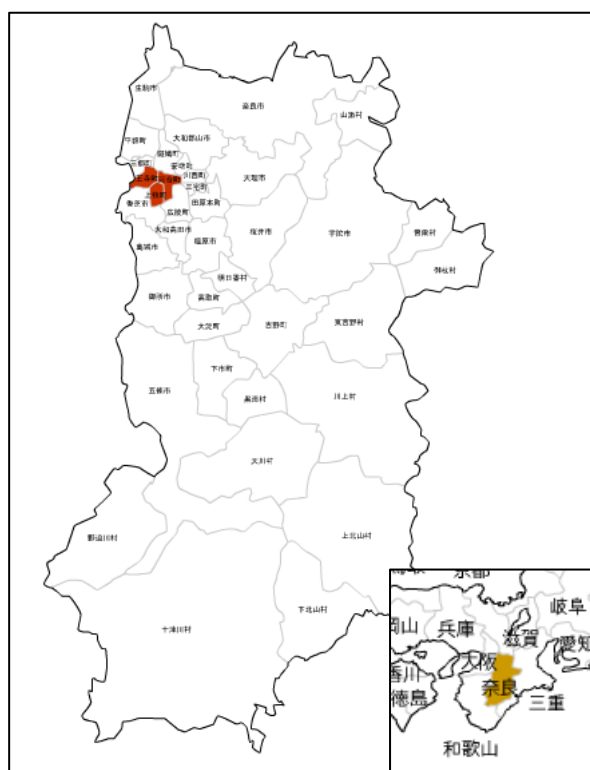 生駒市
奈良市
山添村
平群町
大和郡山市
斑鳩町
三郷町
安堵町
王寺町
河合町
川西町
天理市
三宅町
上牧町
香芝市
広陵町
田原本町
大和高田市
橿原市
桜井市
宇陀市
曽爾村
葛城市
御杖村
明日香村
御所市
高取町
大淀町
吉野町
東吉野村
下市町
五條市
黒滝村
川上村
天川村
野迫川村
上北山村
下北山村
十津川村
京都
岐阜
岡山
兵庫
滋賀
愛知
大阪
香川
奈良
徳島
三重
和歌山